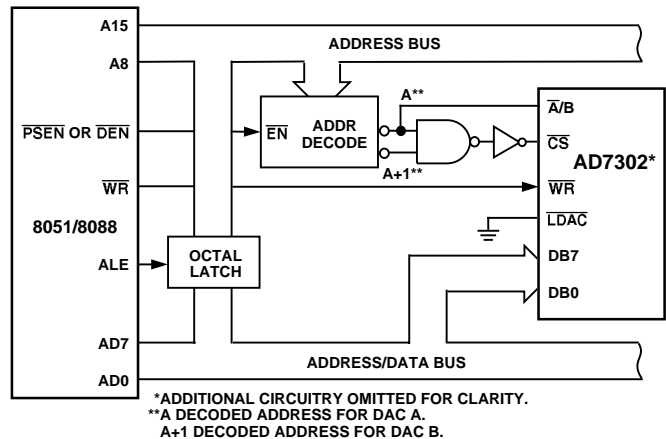 A15
ADDRESS BUS
A8
A**
PSEN OR DEN
EN
ADDR
DECODE
A/B
CS
AD7302*
A+1**
WR
WR
8051/8088
LDAC
ALE
OCTAL
LATCH
DB7
DB0
AD7
ADDRESS/DATA BUS
AD0
*ADDITIONAL CIRCUITRY OMITTED FOR CLARITY.
**A DECODED ADDRESS FOR DAC A.
A+1 DECODED ADDRESS FOR DAC B.